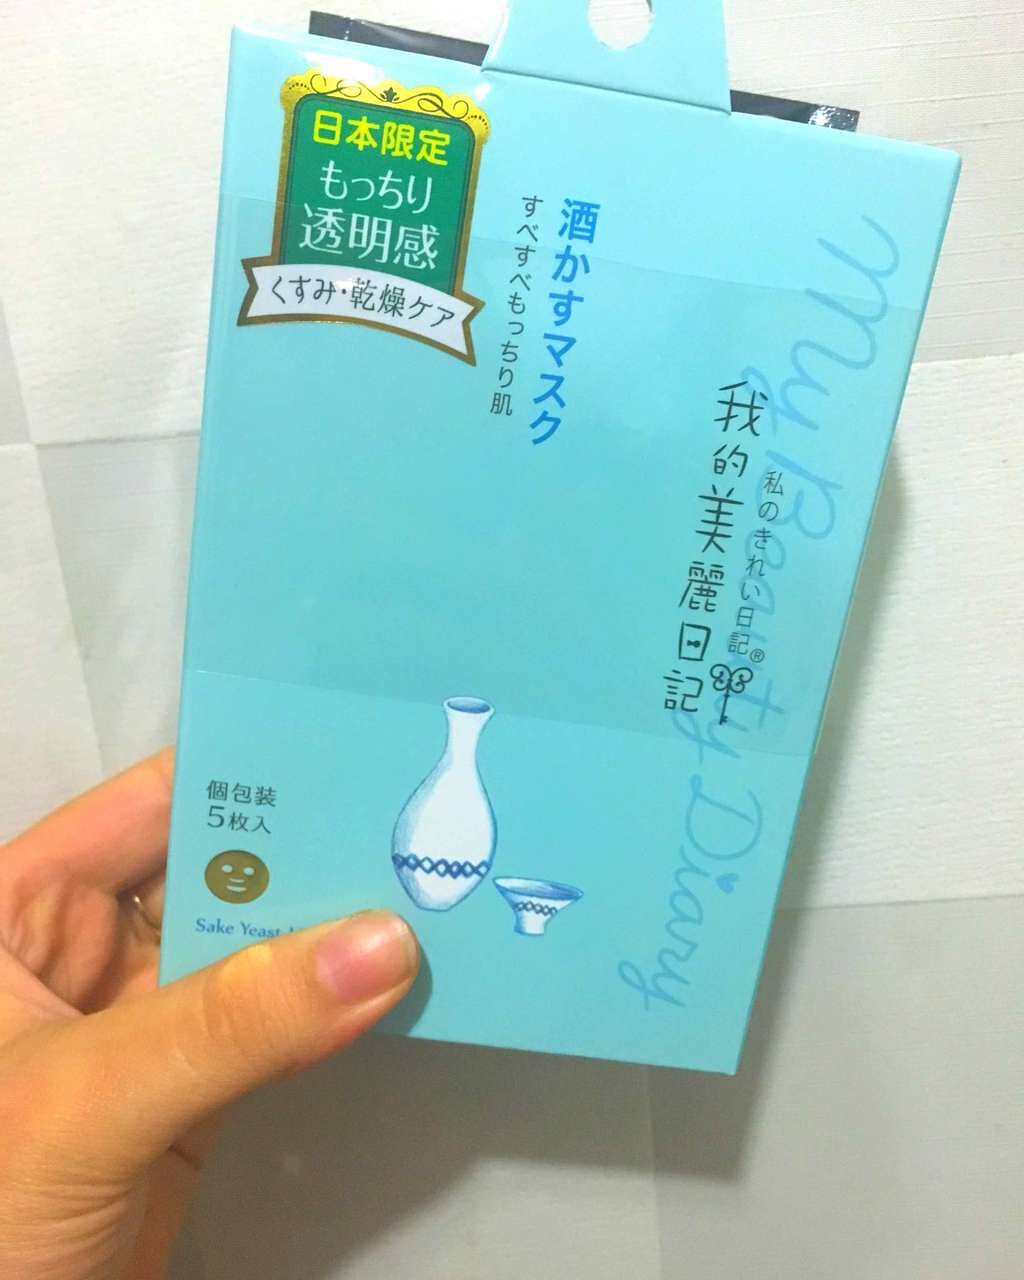 日本限定
もっちり
透明感
くすみ・乾燥ケア
酒かすマスク
すべすべもっちり肌
My Beauty Diary
私のきれい日記®
我的美麗日記
個包装
5枚入
Sake Yeast